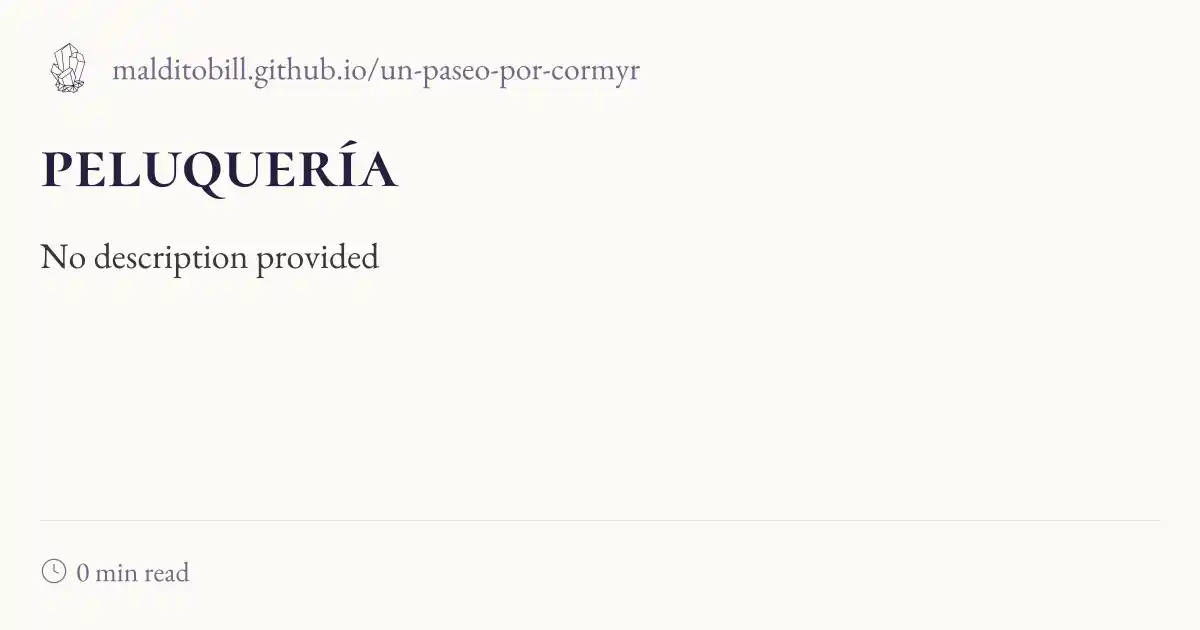 malditobill.github.io/un-paseo-por-cormyr
PELUQUERÍA
No description provided
0 min read